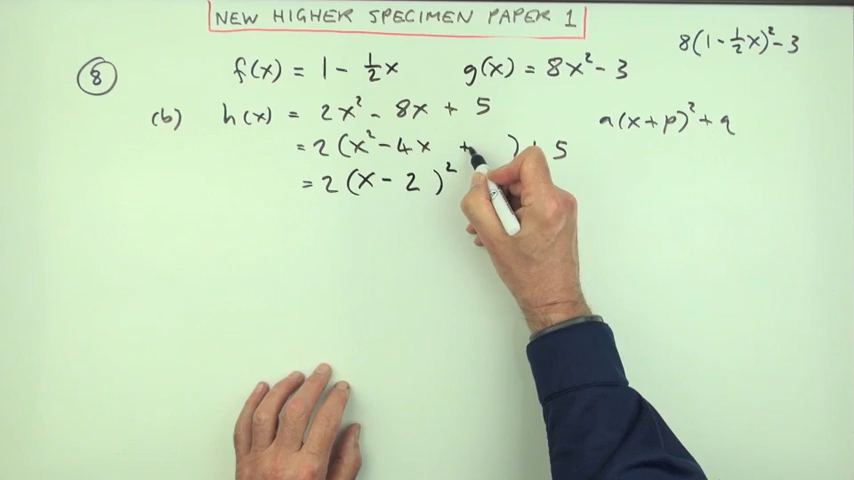 NEW HIGHER SPECIMEN PAPER 1
8(1 - ½x)² - 3
⑧ f(x) = 1 - ½x g(x) = 8x² - 3
(b) h(x) = 2x² - 8x + 5 a(x+p)² + q
= 2(x² - 4x + ) + 5
= 2(x - 2)²